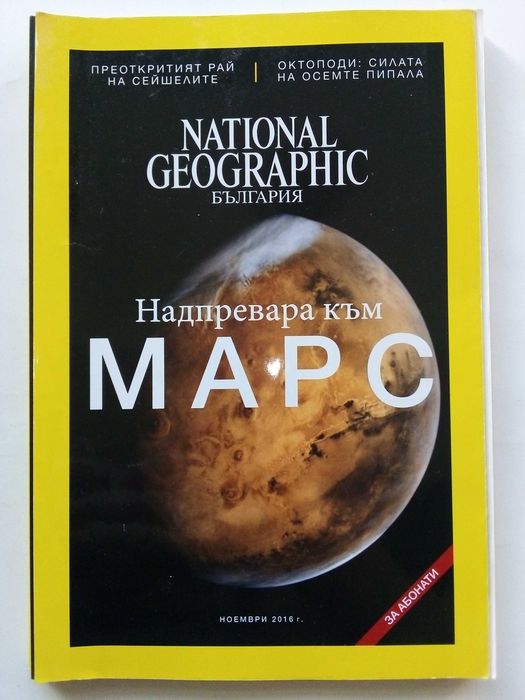 ПРЕОТКРИТИЯТ РАЙ
НА СЕЙШЕЛИТЕ
ОКТОПОДИ: СИЛАТА
НА ОСЕМТЕ ПИПАЛА
NATIONAL
GEOGRAPHIC
БЪЛГАРИЯ
Надпревара към
МАРС
ЗА АБОНАТИ
НОЕМВРИ 2016 г.